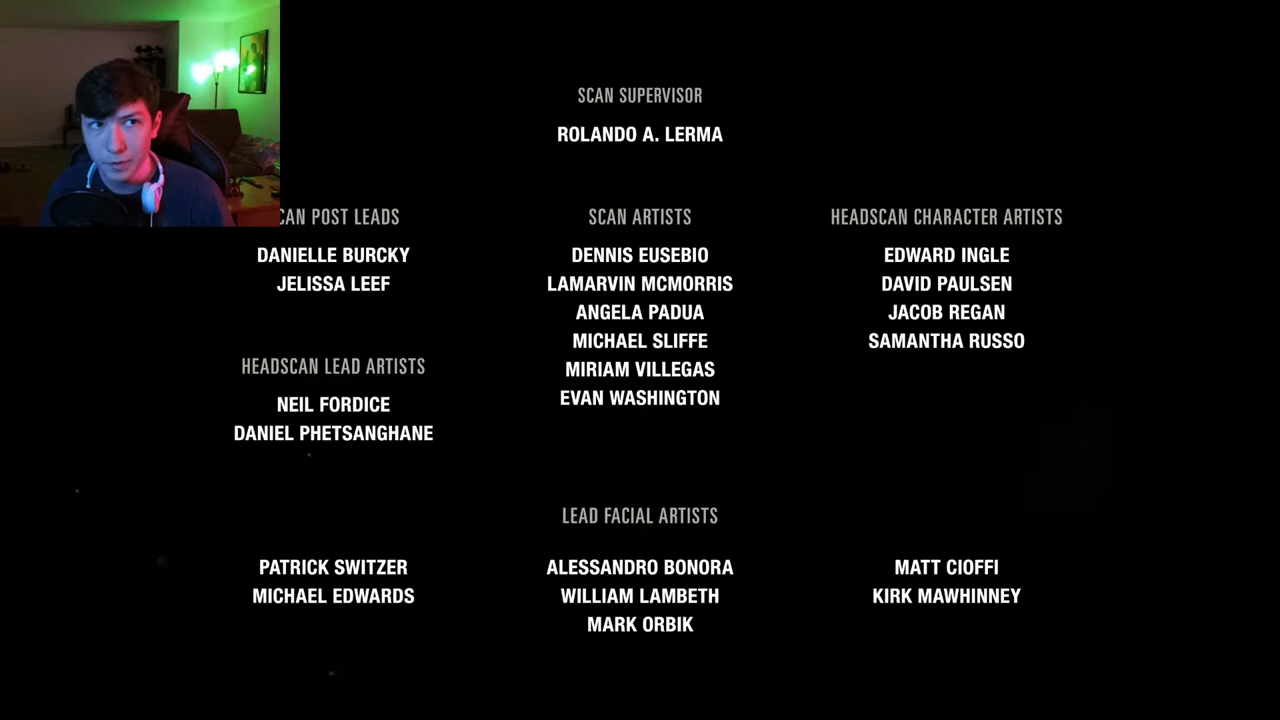 SCAN SUPERVISOR
ROLANDO A. LERMA
CAN POST LEADS
DANIELLE BURCKY
JELISSA LEEF
HEADSCAN LEAD ARTISTS
NEIL FORDICE
DANIEL PHETSANGHANE
SCAN ARTISTS
DENNIS EUSEBIO
LAMARVIN MCMORRIS
ANGELA PADUA
MICHAEL SLIFFE
MIRIAM VILLEGAS
EVAN WASHINGTON
HEADSCAN CHARACTER ARTISTS
EDWARD INGLE
DAVID PAULSEN
JACOB REGAN
SAMANTHA RUSSO
LEAD FACIAL ARTISTS
PATRICK SWITZER
MICHAEL EDWARDS
ALESSANDRO BONORA
WILLIAM LAMBETH
MARK ORBIK
MATT CIOFFI
KIRK MAWHINNEY